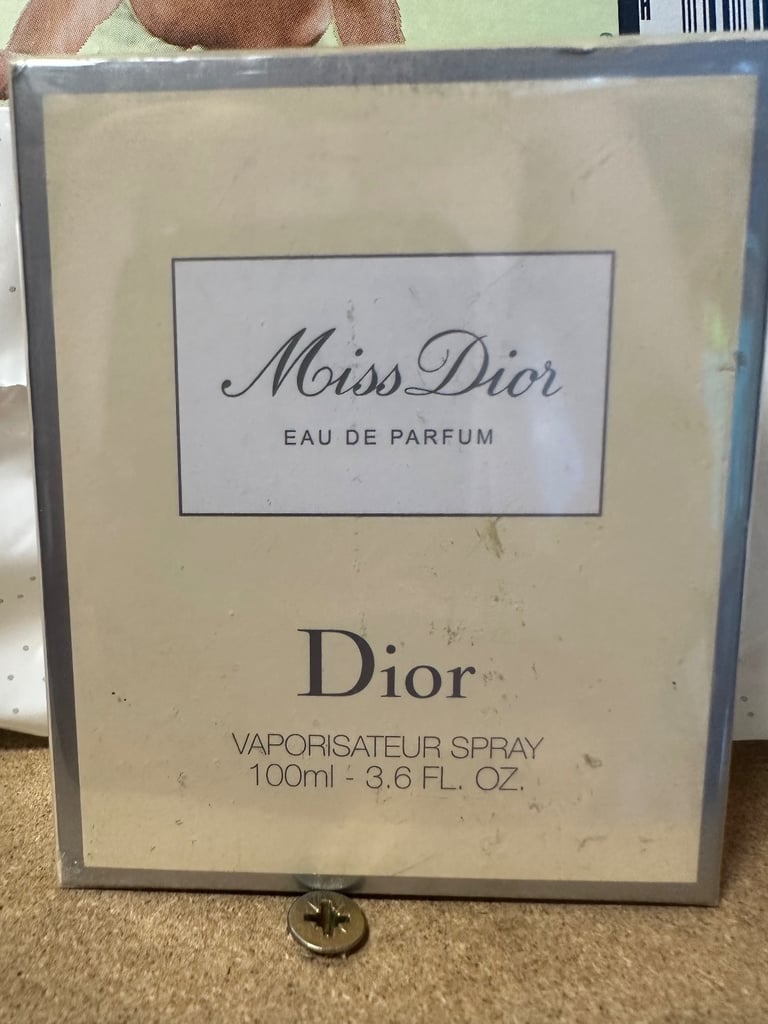 Miss Dior
EAU DE PARFUM
Dior
VAPORISATEUR SPRAY
100ml - 3.6 FL. OZ.